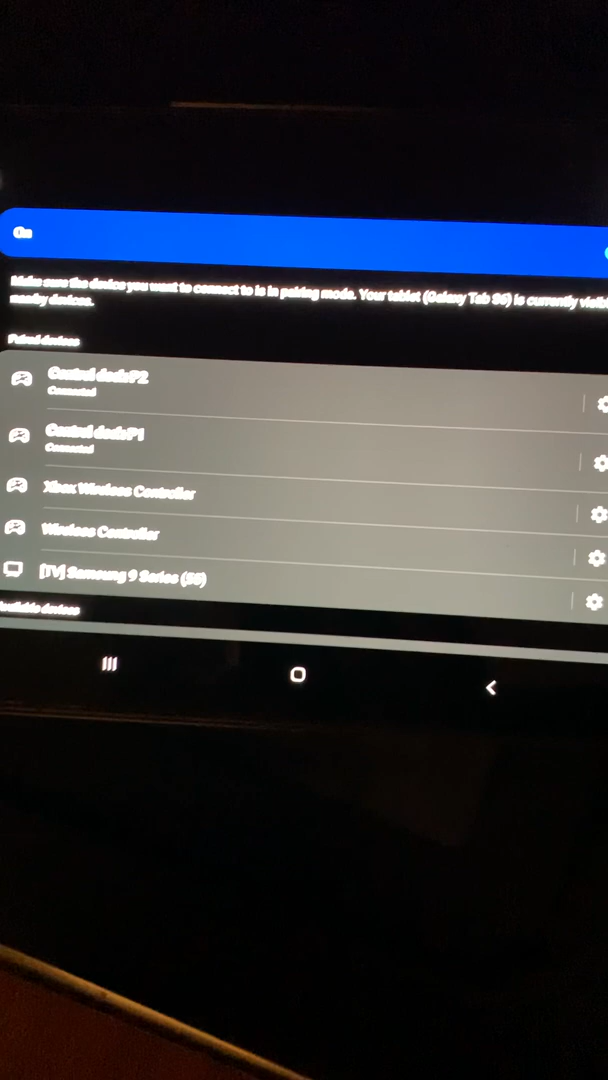 On
Make sure the device you want to connect to is in pairing mode. Your tablet (Galaxy Tab S6) is currently
nearby devices.
Paired devices
Control deck P2
Connected
Control deck P1
Connected
Xbox Wireless Controller
Wireless Controller
[TV] Samsung 9 Series (55)
devices